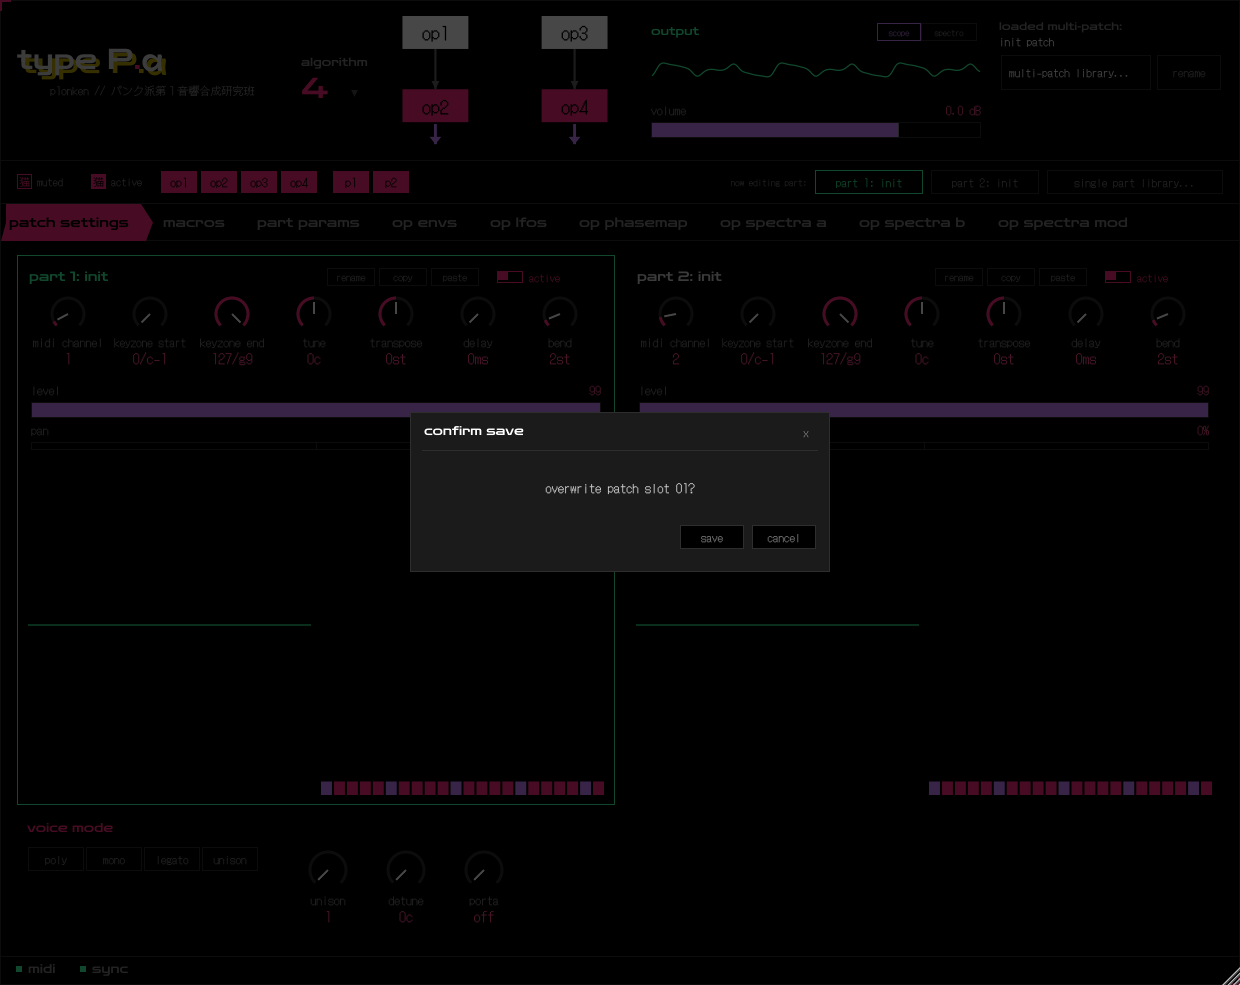 type P.a
plonken // パンク派第1音響合成研究班
algorithm
4
op1
op3
op2
op4
output
scope
spectro
volume
0.0 dB
loaded multi-patch:
init patch
multi-patch library...
rename
muted
active
op1
op2
op3
op4
p1
p2
now editing part:
part 1: init
part 2: init
single part library...
patch settings
macros
part params
op envs
op lfos
op phasemap
op spectra a
op spectra b
op spectra mod
part 1: init
rename
copy
paste
active
midi channel
keyzone start
keyzone end
tune
transpose
delay
bend
1
0/c-1
127/g9
0c
0st
0ms
2st
level
99
pan
part 2: init
rename
copy
paste
active
midi channel
keyzone start
keyzone end
tune
transpose
delay
bend
2
0/c-1
127/g9
0c
0st
0ms
2st
level
99
0%
confirm save
x
overwrite patch slot 01?
save
cancel
voice mode
poly
mono
legato
unison
unison
detune
porta
1
0c
off
midi
sync